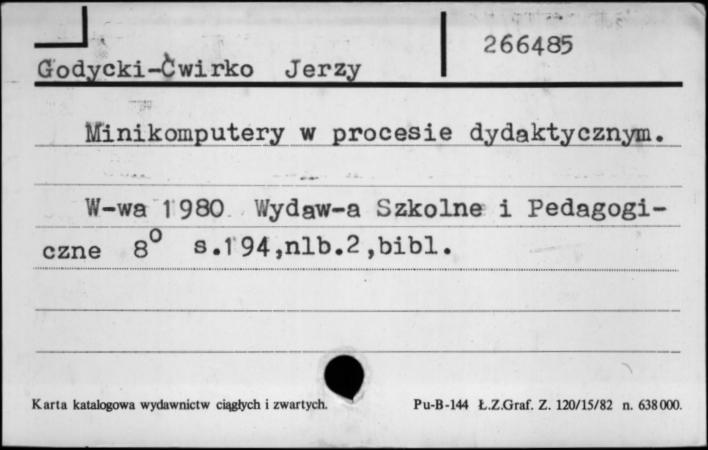 266485
Godycki-Ćwirko Jerzy
Minikomputery w procesie dydaktycznym.
W-wa 1980 Wydaw-a Szkolne i Pedagogi-
czne 8⁰ s.194,nlb.2,bibl.
Karta katalogowa wydawnictw ciągłych i zwartych. Pu-B-144 Ł.Z.Graf. Z. 120/15/82 n. 638000.